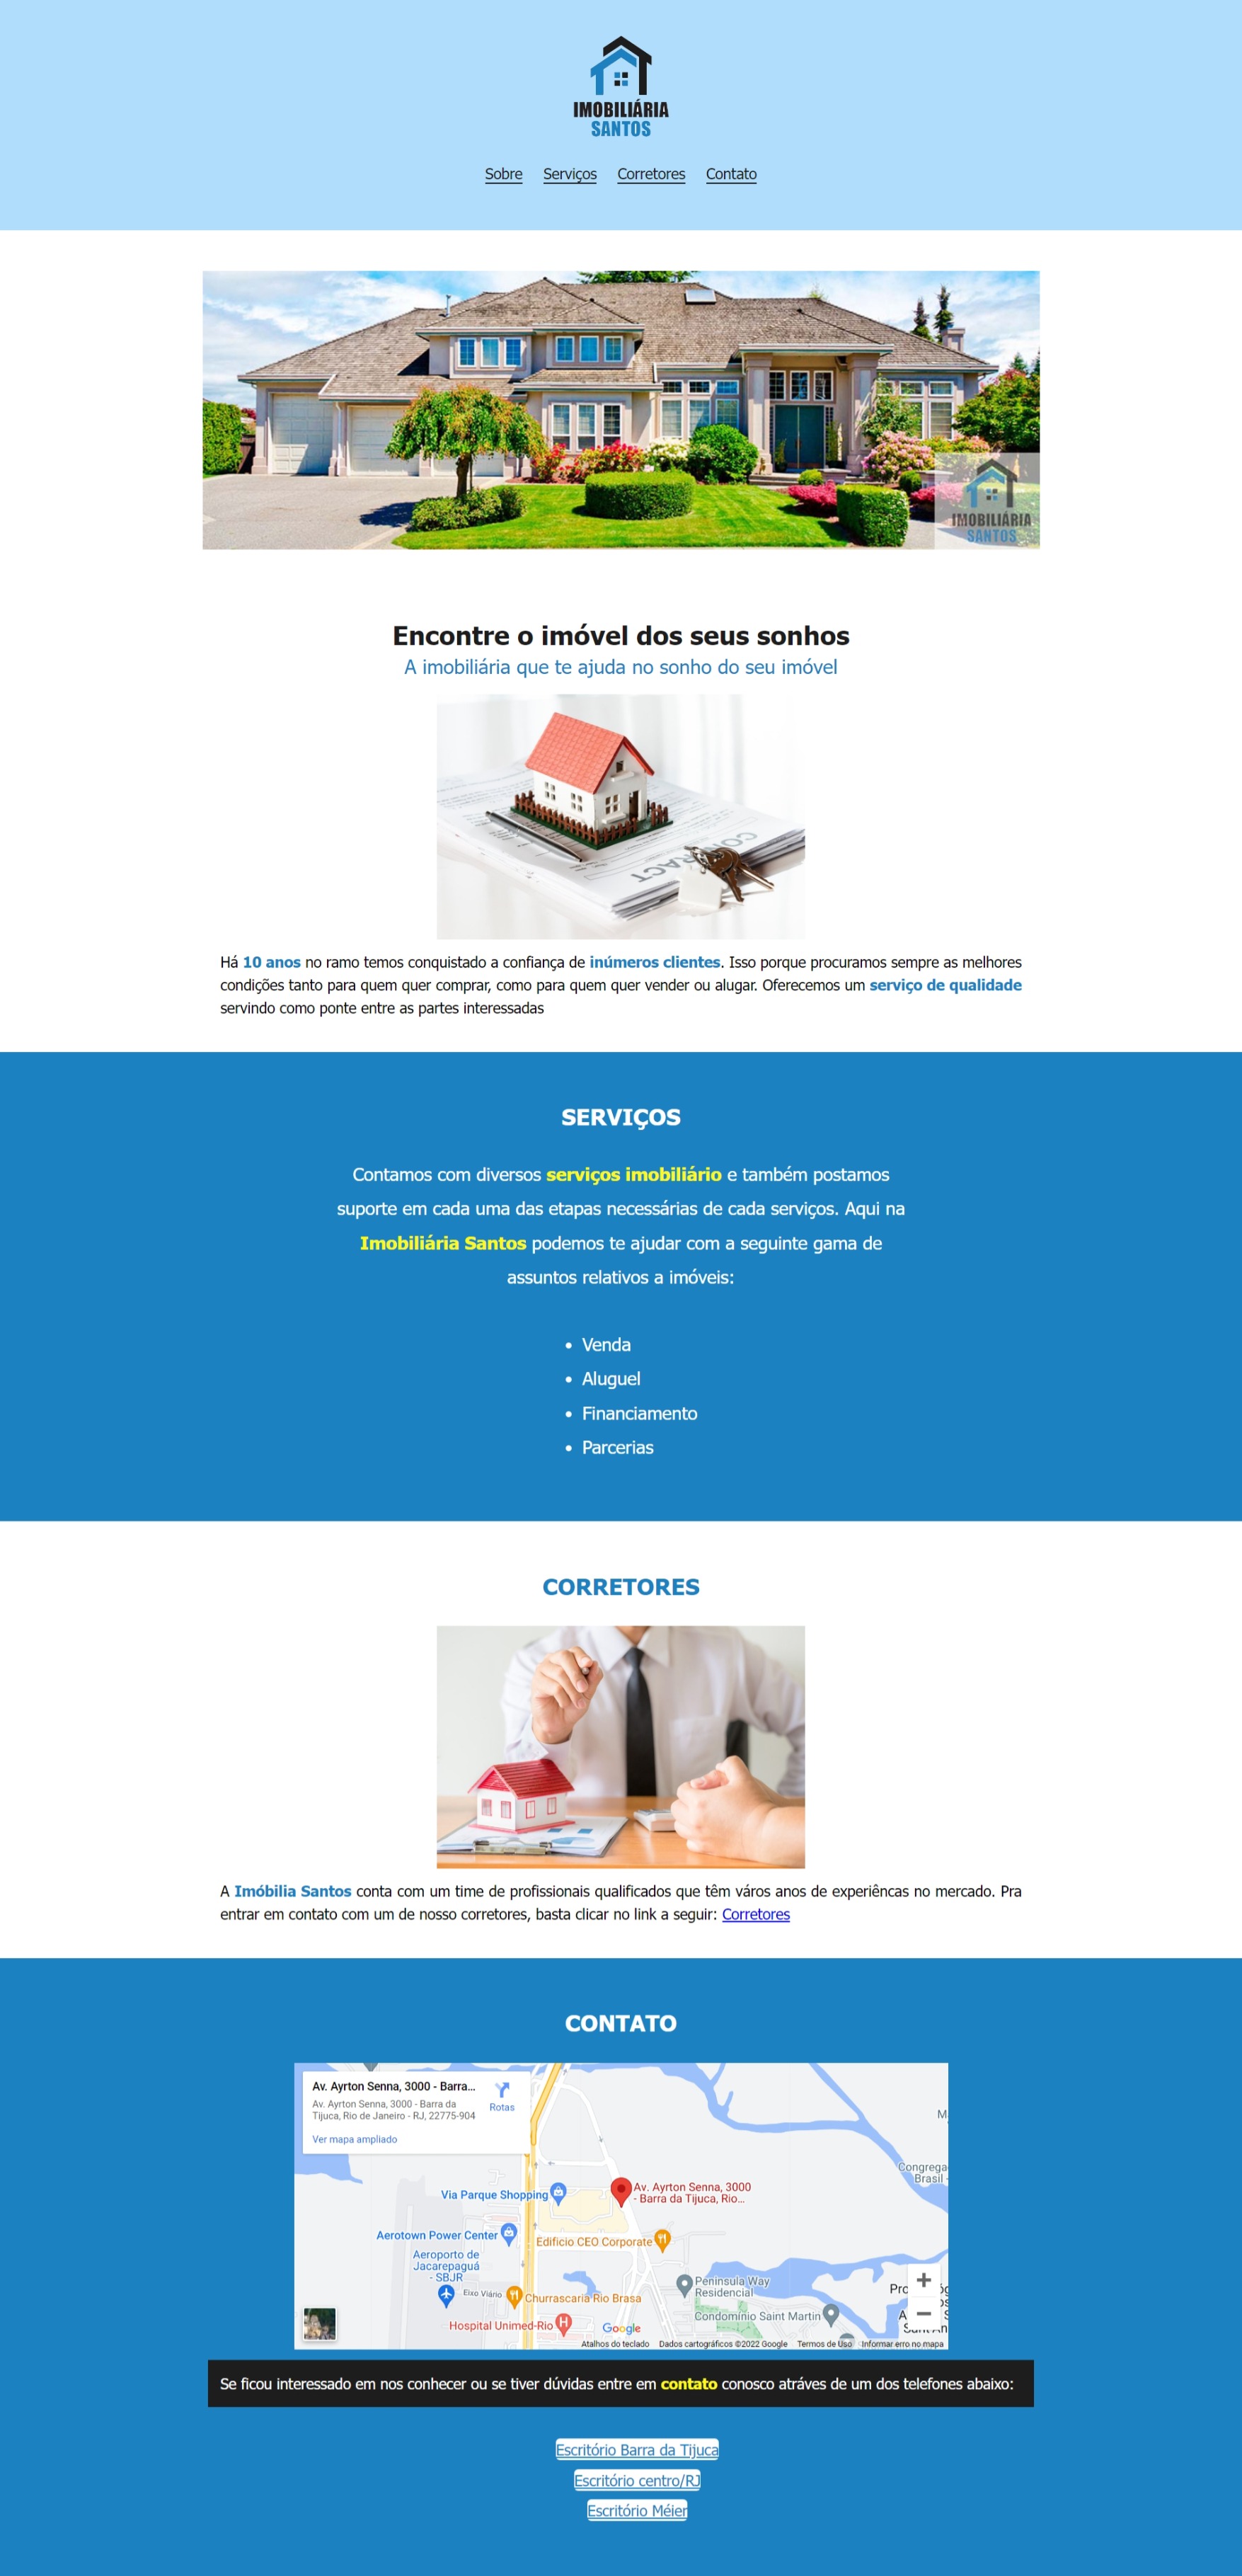 IMOBILIÁRIA
SANTOS
Sobre Serviços Corretores Contato
IMOBILIÁRIA
SANTOS
Encontre o imóvel dos seus sonhos
A imobiliária que te ajuda no sonho do seu imóvel
CONTRACT
Há 10 anos no ramo temos conquistado a confiança de inúmeros clientes. Isso porque procuramos sempre as melhores
condições tanto para quem quer comprar, como para quem quer vender ou alugar. Oferecemos um serviço de qualidade
servindo como ponte entre as partes interessadas
SERVIÇOS
Contamos com diversos serviços imobiliário e também postamos
suporte em cada uma das etapas necessárias de cada serviços. Aqui na
Imobiliária Santos podemos te ajudar com a seguinte gama de
assuntos relativos a imóveis:
• Venda
• Aluguel
• Financiamento
• Parcerias
CORRETORES
A Imóbilia Santos conta com um time de profissionais qualificados que têm város anos de experiêncas no mercado. Pra
entrar em contato com um de nosso corretores, basta clicar no link a seguir: Corretores
CONTATO
Av. Ayrton Senna, 3000 - Barra...
Av. Ayrton Senna, 3000 - Barra da
Tijuca, Rio de Janeiro - RJ, 22775-904
Rotas
Ver mapa ampliado
Congrega
Brasil -
Via Parque Shopping
Av. Ayrton Senna, 3000
- Barra da Tijuca, Rio...
Aerotown Power Center
Edificio CEO Corporate
Aeroporto de
Jacarepaguá
- SBJR
Eixo Viário
Churrascaria Rio Brasa
Peninsula Way
Residencial
Condomínio Saint Martin
Hospital Unimed-Rio
Google
Atalhos do teclado Dados cartográficos ©2022 Google Termos de Uso Informar erro no mapa
Se ficou interessado em nos conhecer ou se tiver dúvidas entre em contato conosco atráves de um dos telefones abaixo:
Escritório Barra da Tijuca
Escritório centro/RJ
Escritório Méier